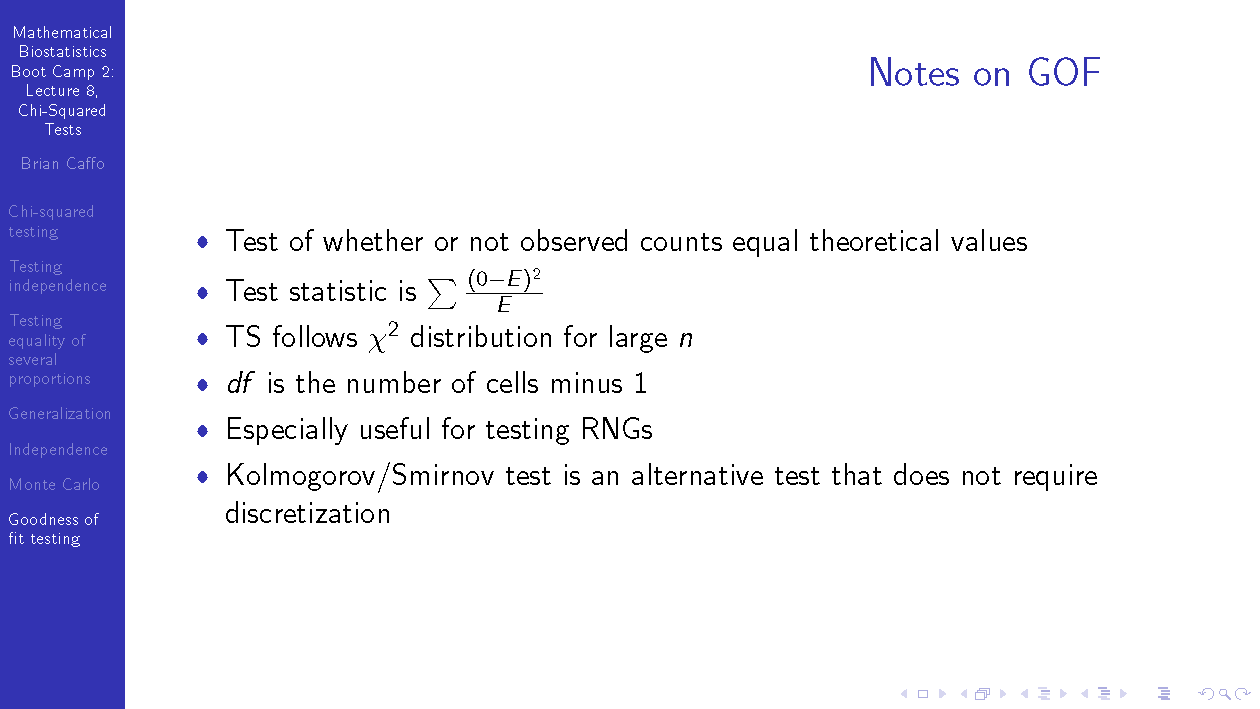 Mathematical
Biostatistics
Boot Camp 2:
Lecture 8,
Chi-Squared
Tests
Brian Caffo
Chi-squared
testing
Testing
independence
Testing
equality of
several
proportions
Generalization
Independence
Monte Carlo
Goodness of
fit testing
Notes on GOF
• Test of whether or not observed counts equal theoretical values
• Test statistic is ∑ (0−E)²/E
• TS follows χ² distribution for large n
• df is the number of cells minus 1
• Especially useful for testing RNGs
• Kolmogorov/Smirnov test is an alternative test that does not require
discretization